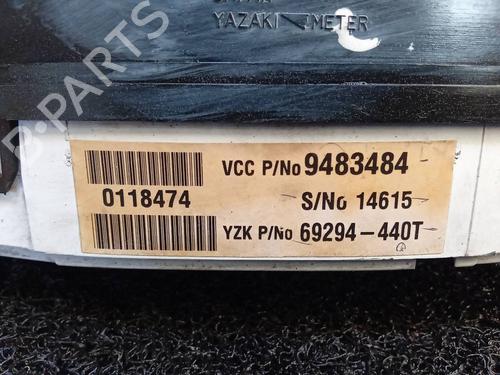 YAZAKI METER
B-PARTS
VCC P/No 9483484
0118474
S/No 14615
YZK P/No 69294-440T